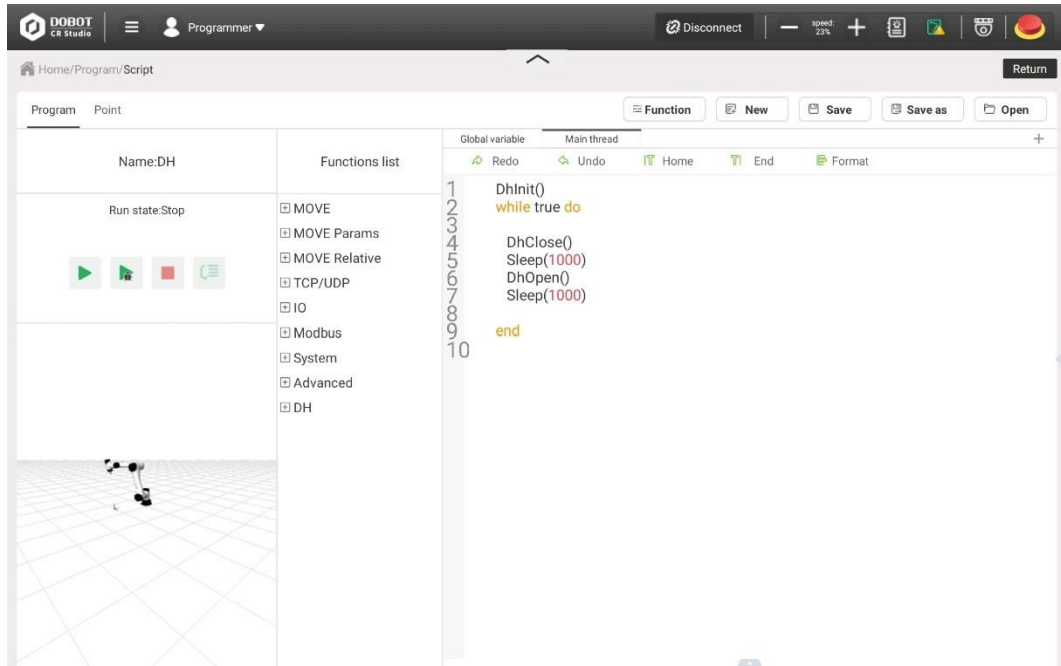 DOBOT
CR Studio
Programmer
Disconnect
speed:
23%
Home/Program/Script
Return
Program Point
Function New Save Save as Open
Name:DH
Run state:Stop
Functions list
MOVE
MOVE Params
MOVE Relative
TCP/UDP
IO
Modbus
System
Advanced
DH
Global variable Main thread
Redo Undo Home End Format
1 DhInit()
2 while true do
3
4 DhClose()
5 Sleep(1000)
6 DhOpen()
7 Sleep(1000)
8
9 end
10